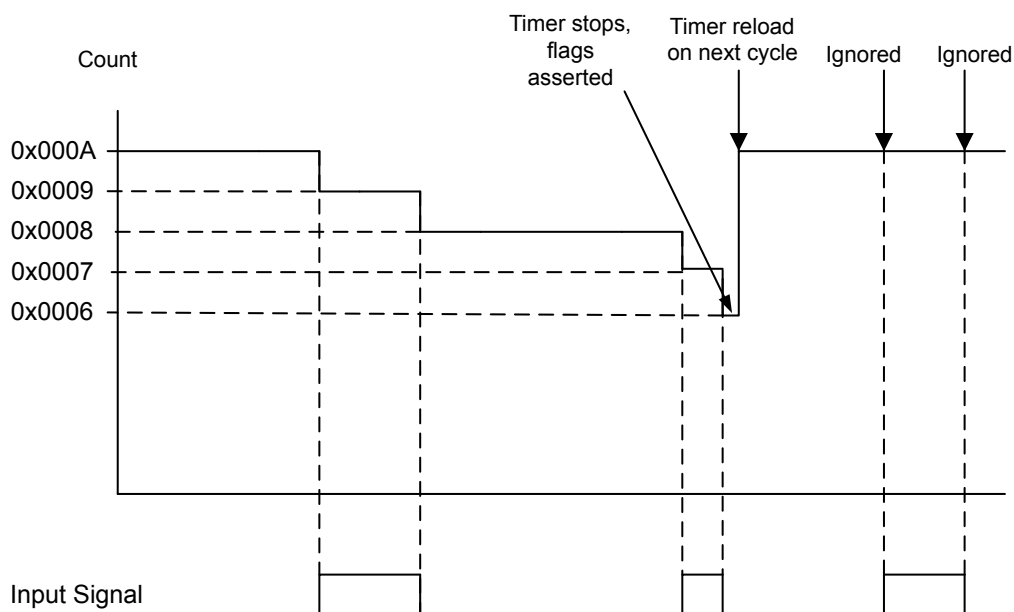 Timer stops,
flags
asserted
Timer reload
on next cycle
Ignored
Ignored
Count
0x000A
0x0009
0x0008
0x0007
0x0006
Input Signal